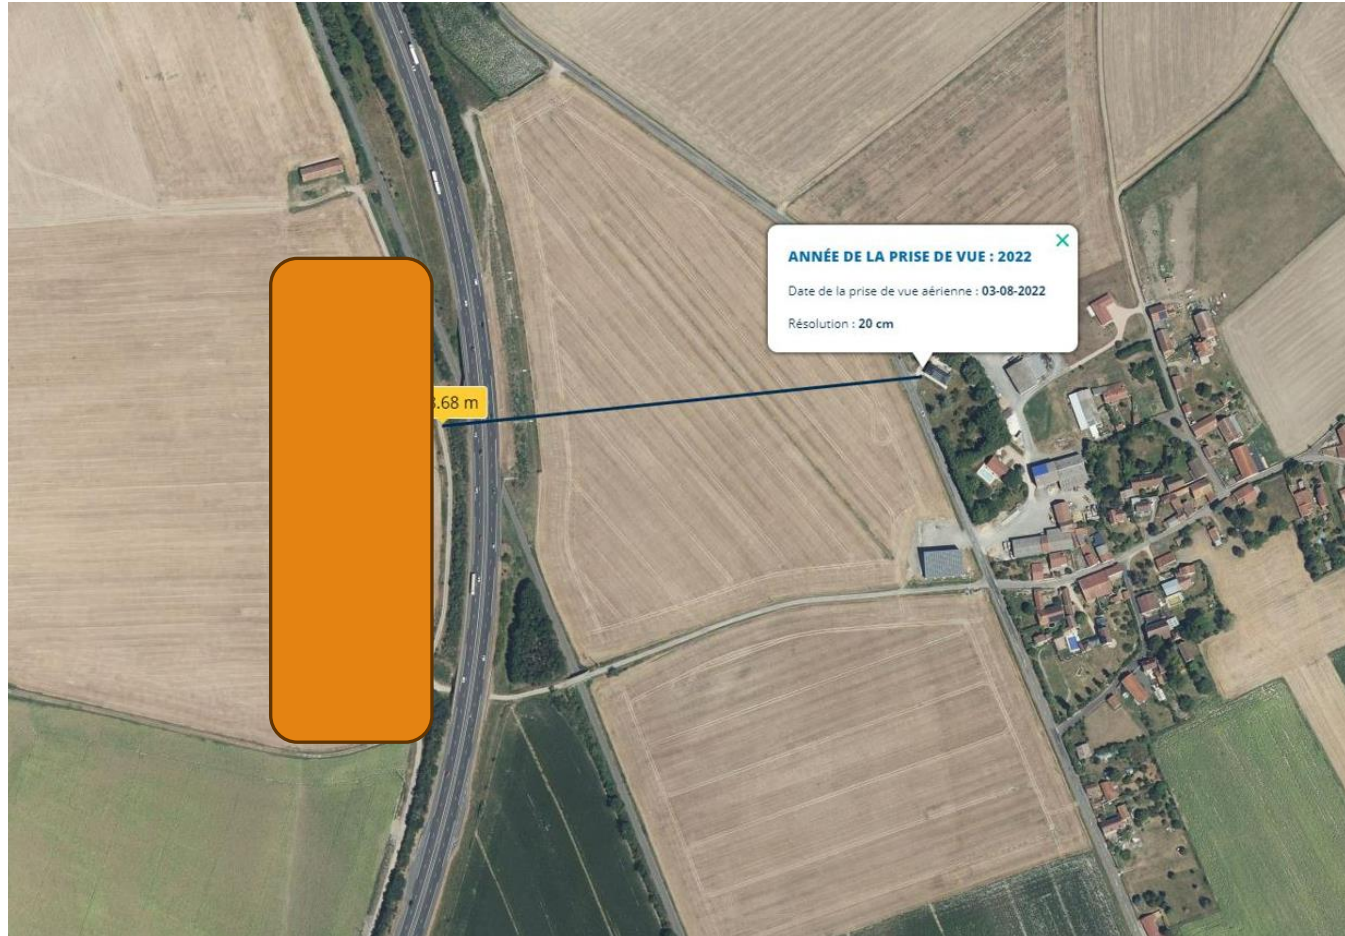 ANNÉE DE LA PRISE DE VUE : 2022
Date de la prise de vue aérienne : 03-08-2022
Résolution : 20 cm
.68 m